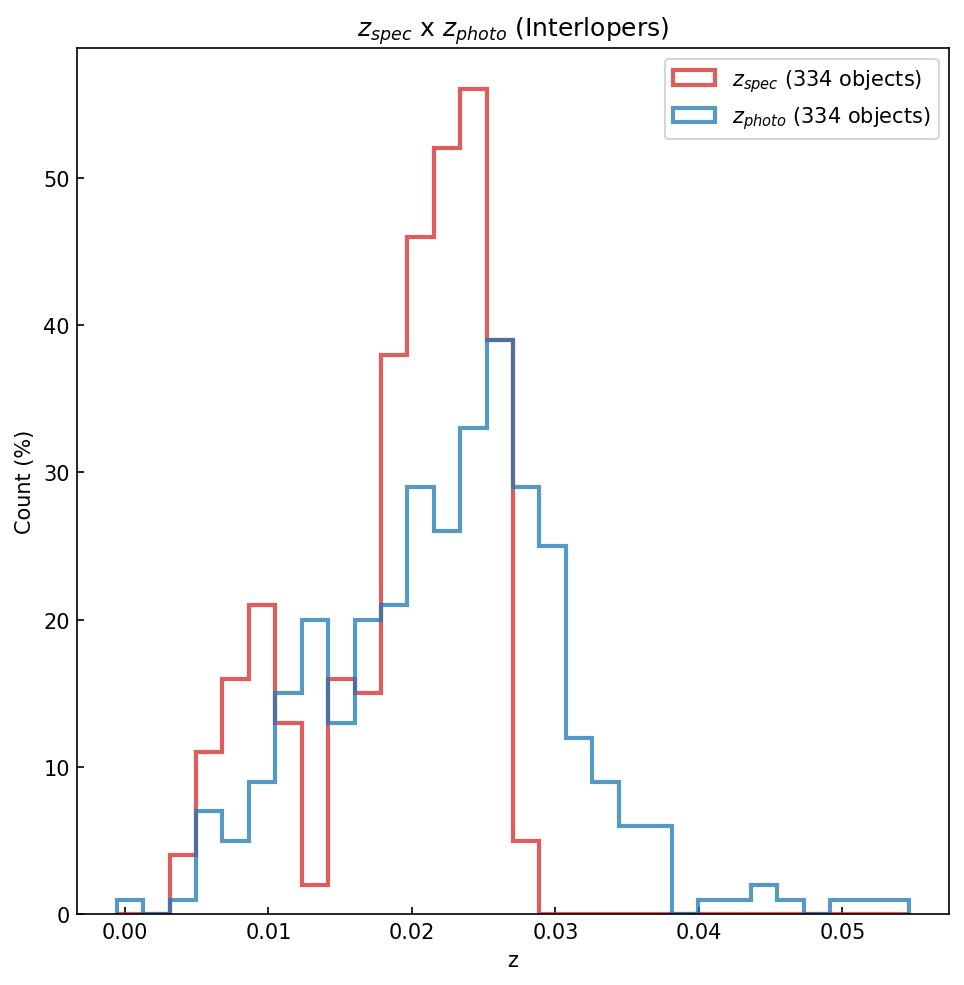 z_spec x z_photo (Interlopers)
z_spec (334 objects)
z_photo (334 objects)
Count (%)
50
40
30
20
10
0
0.00 0.01 0.02 0.03 0.04 0.05
z